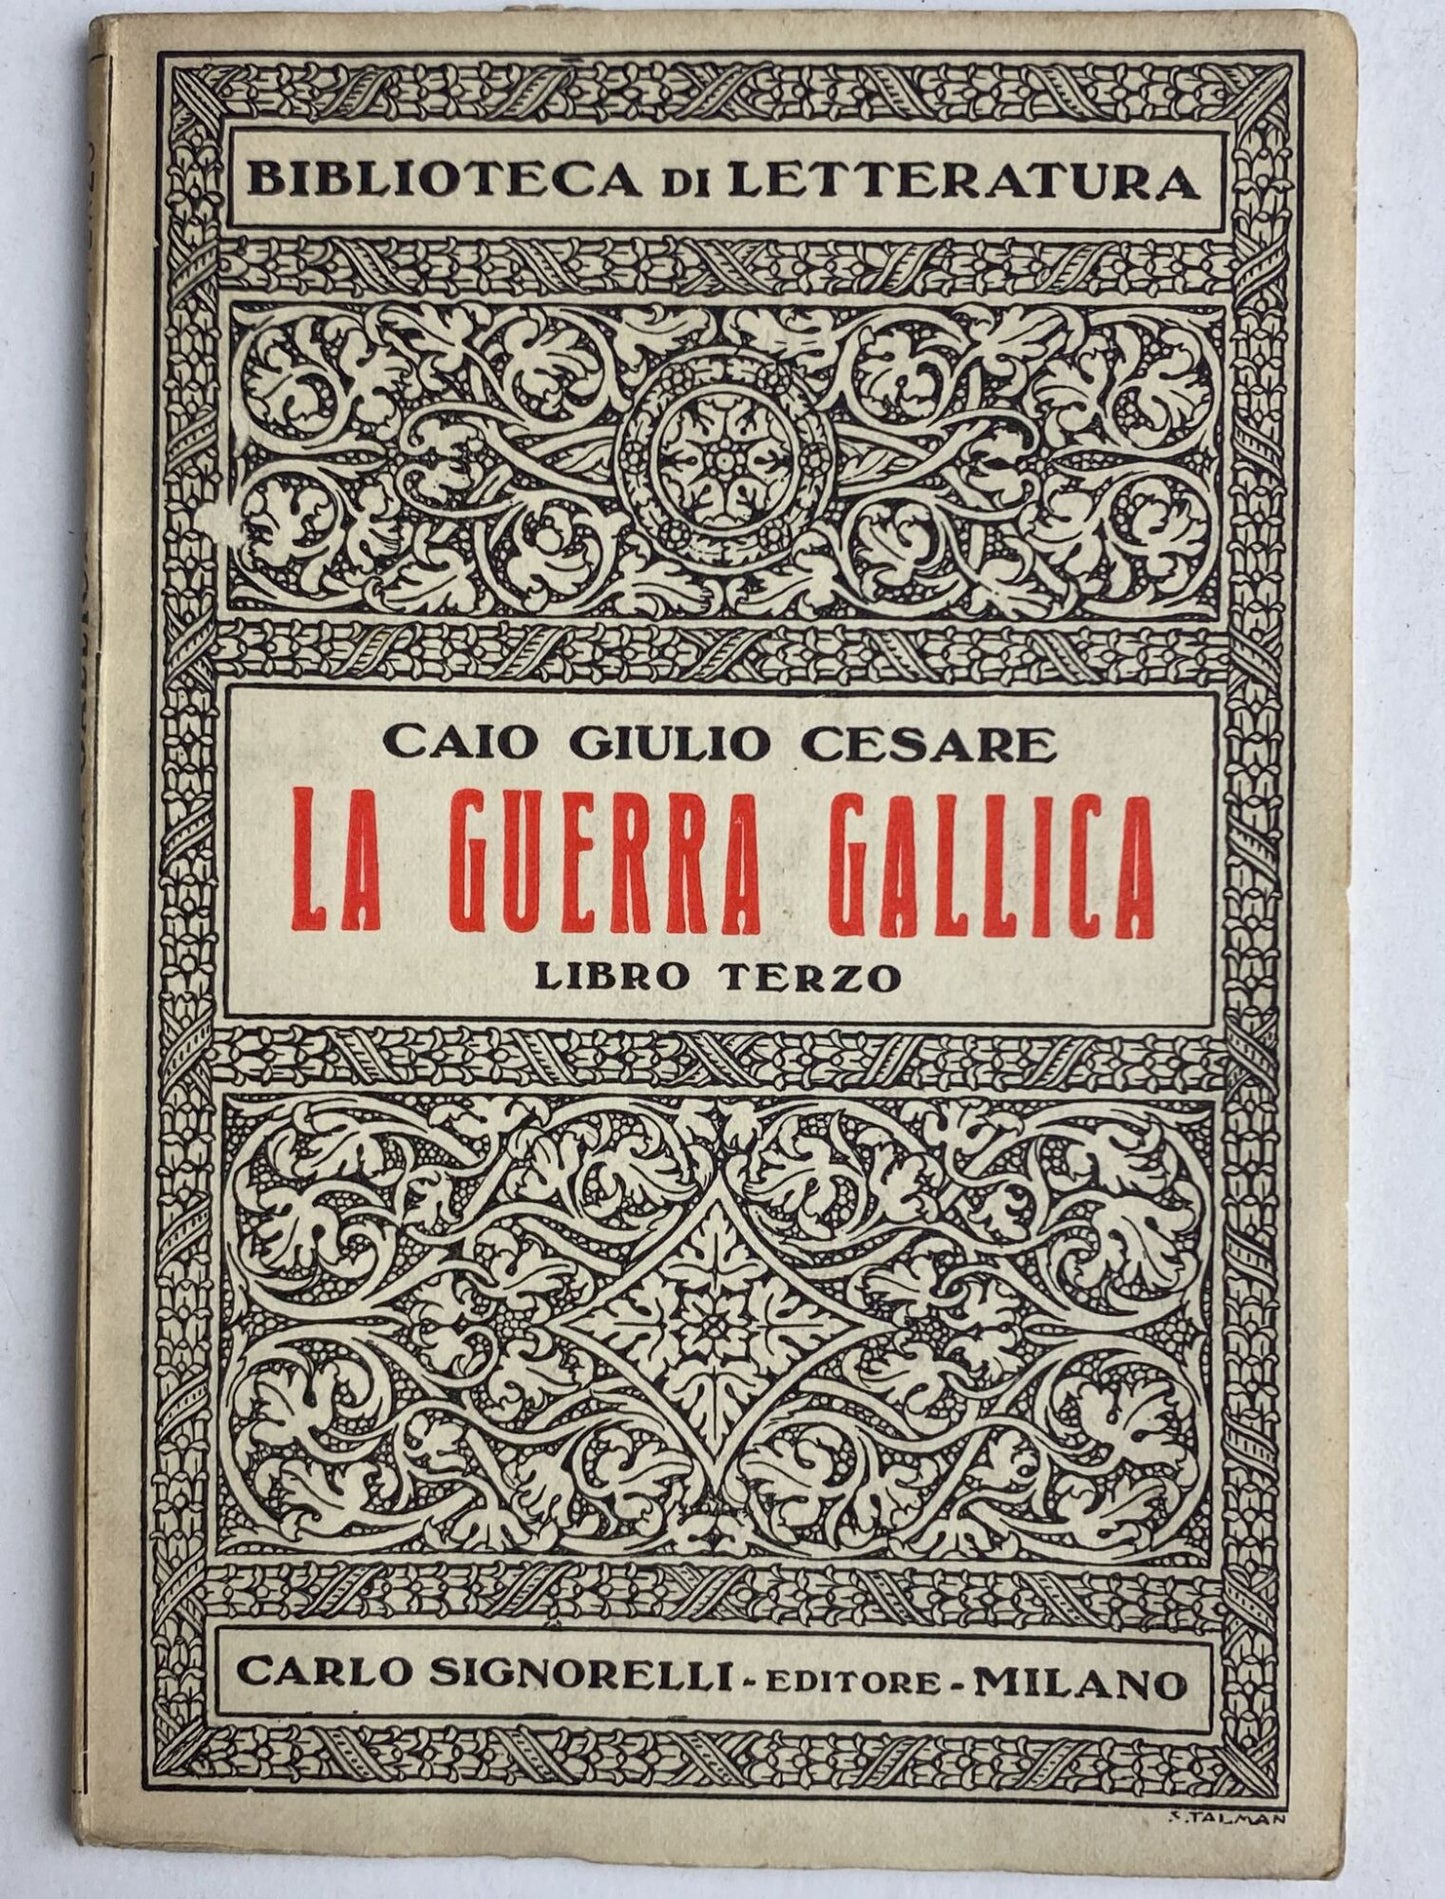 BIBLIOTECA DI LETTERATURA
CAIO GIULIO CESARE
LA GUERRA GALLICA
LIBRO TERZO
CARLO SIGNORELLI - EDITORE - MILANO
S. TALMAN